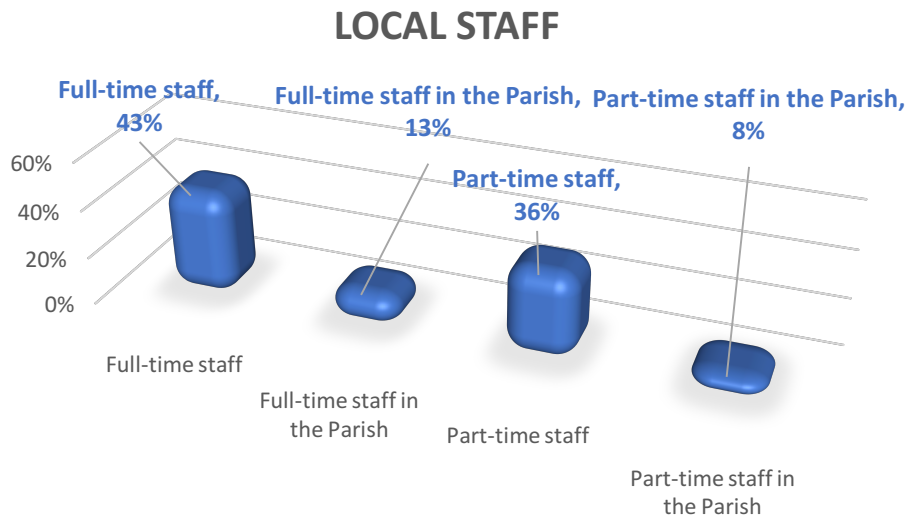 LOCAL STAFF
Full-time staff,
43%
Full-time staff in the Parish,
13%
Part-time staff in the Parish,
8%
Part-time staff,
36%
60%
40%
20%
0%
Full-time staff
Full-time staff in
the Parish
Part-time staff
Part-time staff in
the Parish